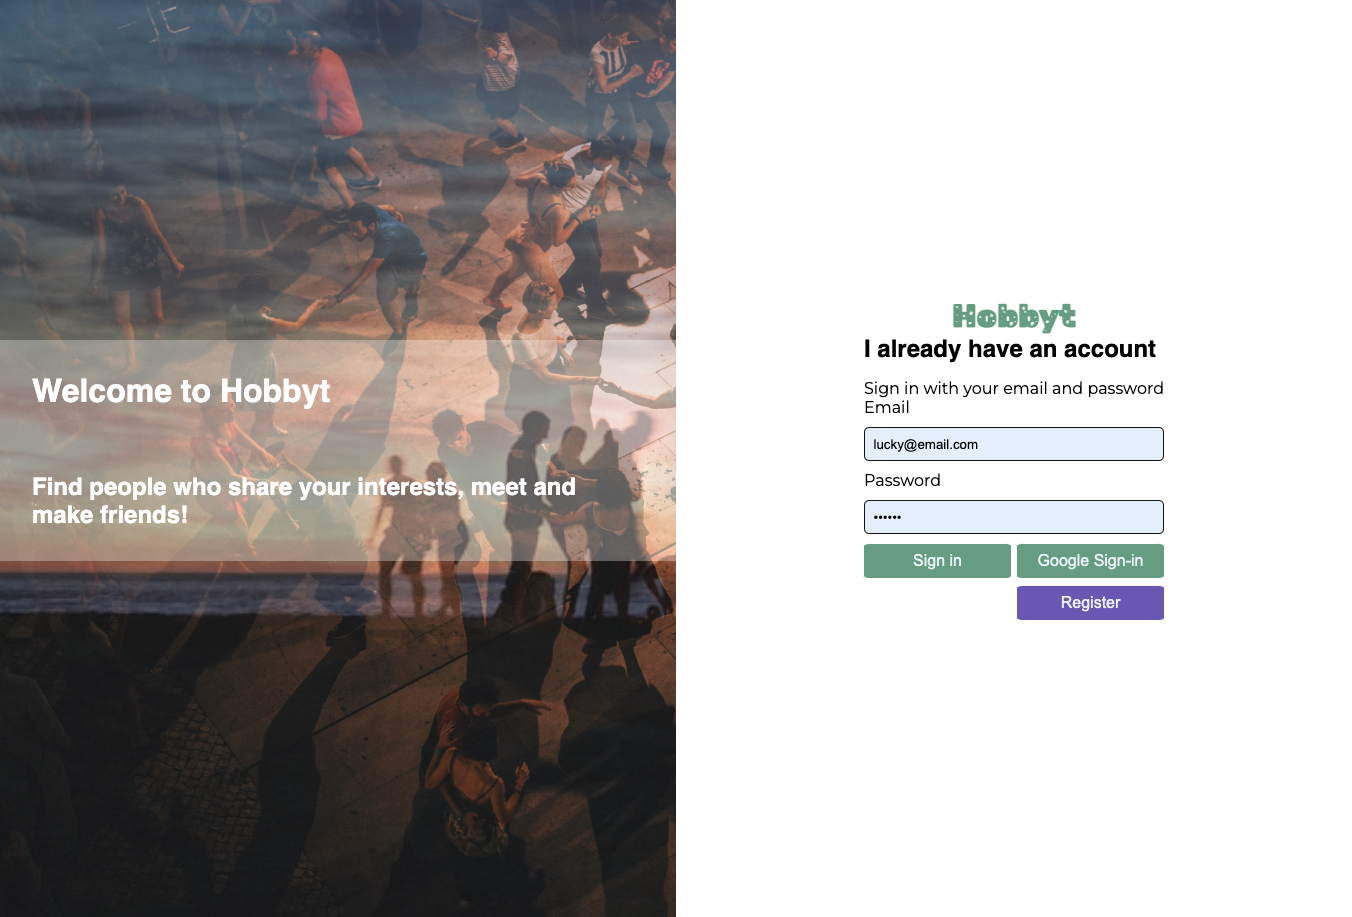 Welcome to Hobbyt
Find people who share your interests, meet and
make friends!
Hobbyt
I already have an account
Sign in with your email and password
Email
lucky@email.com
Password
••••••
Sign in
Google Sign-in
Register